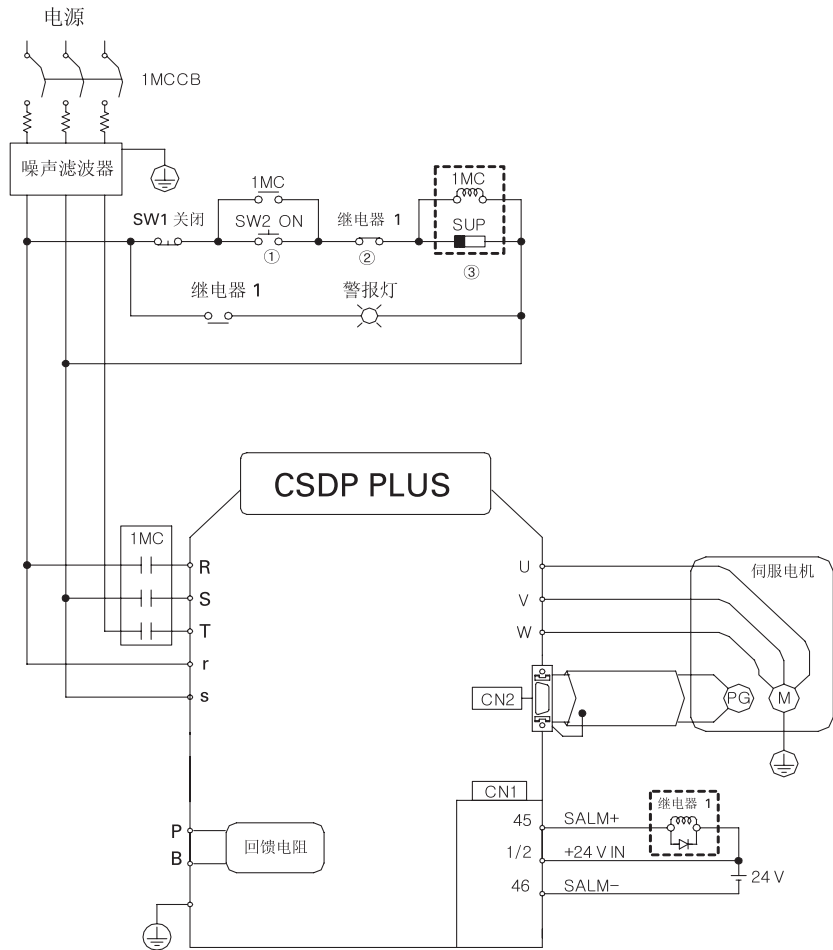 电源
1MCCB
噪声滤波器
1MC
1MC
SW1 关闭
SW2 ON
继电器 1
SUP
①
②
③
继电器 1
警报灯
CSDP PLUS
1MC
R
S
T
r
s
U
V
W
伺服电机
CN2
PG
M
CN1
继电器 1
45
SALM+
1/2
+24 V IN
24 V
46
SALM-
P
B
回馈电阻